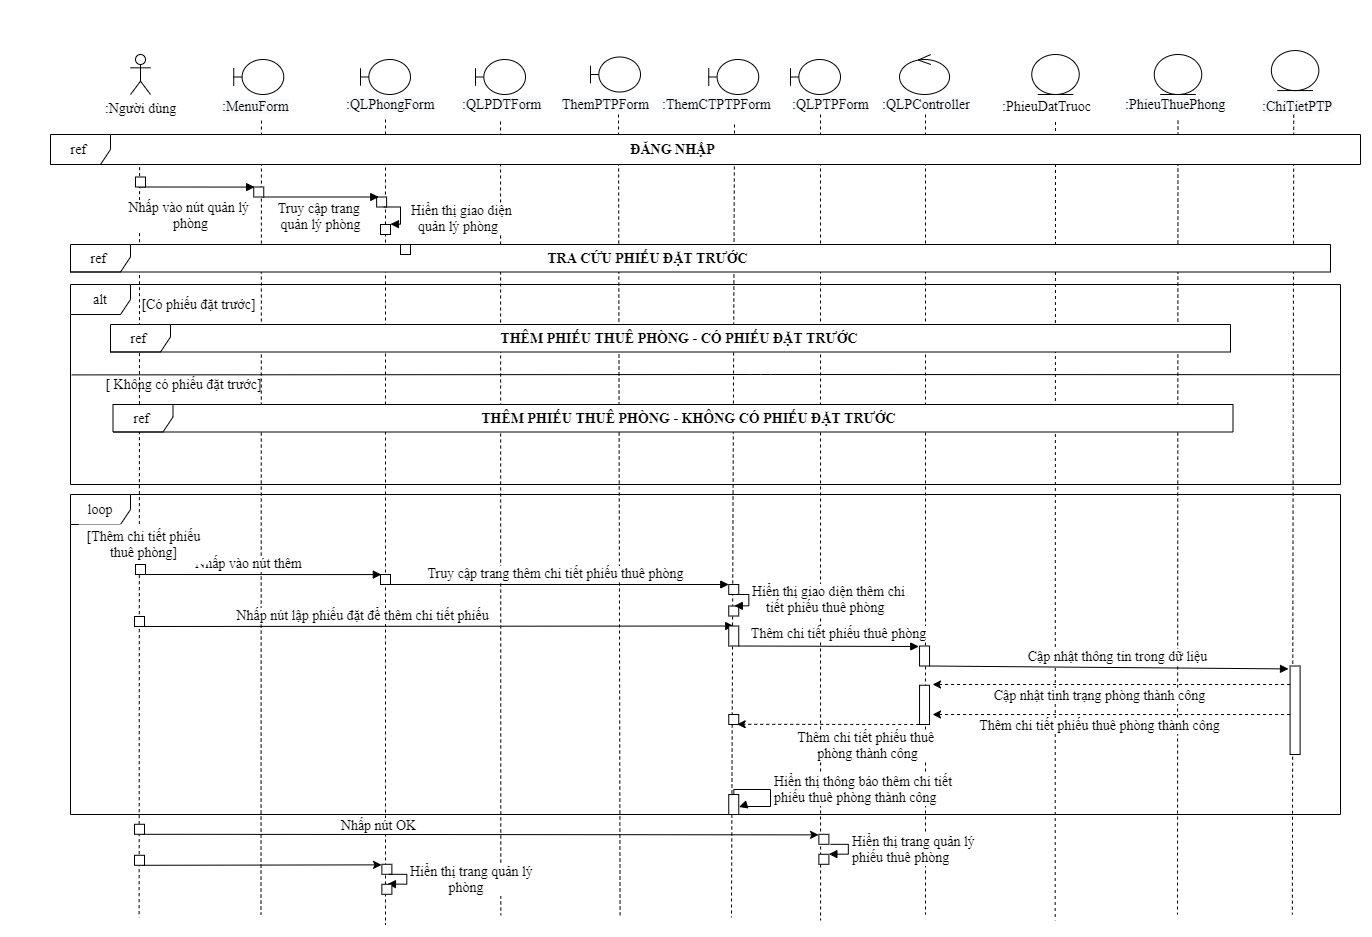 :Người dùng
:MenuForm
:QLPhongForm
:QLPDTForm
ThemPTPForm
:ThemCTPTPForm
:QLPTPForm
:QLPController
:PhieuDatTruoc
:PhieuThuePhong
:ChiTietPTP
ref
ĐĂNG NHẬP
Nhấp vào nút quản lý
phòng
Truy cập trang
quản lý phòng
Hiển thị giao diện
quản lý phòng
ref
TRA CỨU PHIẾU ĐẶT TRƯỚC
alt
[Có phiếu đặt trước]
ref
THÊM PHIẾU THUÊ PHÒNG - CÓ PHIẾU ĐẶT TRƯỚC
[ Không có phiếu đặt trước]
ref
THÊM PHIẾU THUÊ PHÒNG - KHÔNG CÓ PHIẾU ĐẶT TRƯỚC
loop
[Thêm chi tiết phiếu
thuê phòng]
Nhấp vào nút thêm
Truy cập trang thêm chi tiết phiếu thuê phòng
Hiển thị giao diện thêm chi
tiết phiếu thuê phòng
Nhấp nút lập phiếu đặt để thêm chi tiết phiếu
Thêm chi tiết phiếu thuê phòng
Cập nhật thông tin trong dữ liệu
Cập nhật tình trạng phòng thành công
Thêm chi tiết phiếu thuê phòng thành công
Thêm chi tiết phiếu thuê
phòng thành công
Hiển thị thông báo thêm chi tiết
phiếu thuê phòng thành công
Nhấp nút OK
Hiển thị trang quản lý
phiếu thuê phòng
Hiển thị trang quản lý
phòng